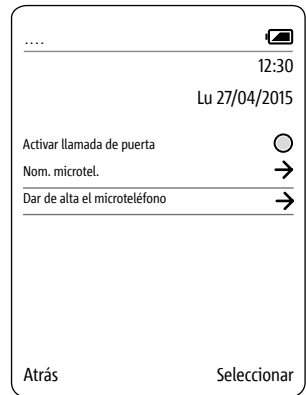 ....
12:30
Lu 27/04/2015
Activar llamada de puerta
Nom. microtel.
Dar de alta el microteléfono
Atrás Seleccionar